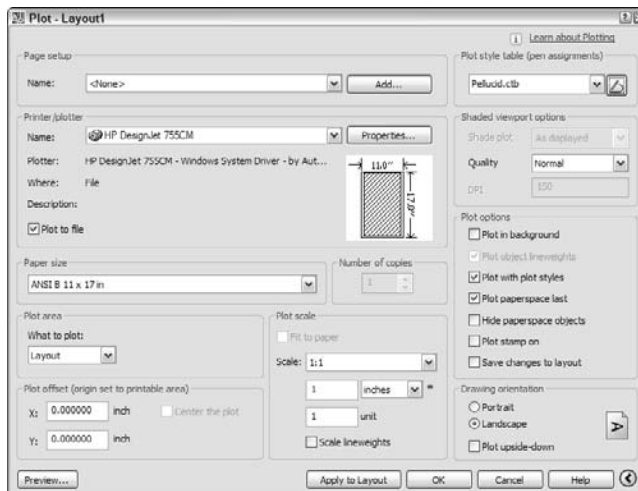 Plot - Layout1
Learn about Plotting
Page setup
Name: <None> Add...
Plot style table (pen assignments)
Pellucid.ctb
Printer/plotter
Name: HP DesignJet 755CM Properties...
Plotter: HP DesignJet 755CM - Windows System Driver - by Aut...
Where: File
Description:
Plot to file
11.0"
17.0"
Shaded viewport options
Shade plot As displayed
Quality Normal
DPI 150
Paper size
ANSI B 11 x 17 in
Number of copies
1
Plot options
Plot in background
Plot object lineweights
Plot with plot styles
Plot paperspace last
Hide paperspace objects
Plot stamp on
Save changes to layout
Plot area
What to plot:
Layout
Plot scale
Fit to paper
Scale: 1:1
1 inches =
1 unit
Scale lineweights
Plot offset (origin set to printable area)
X: 0.000000 inch Center the plot
Y: 0.000000 inch
Drawing orientation
Portrait
Landscape
Plot upside-down
A
Preview... Apply to Layout OK Cancel Help